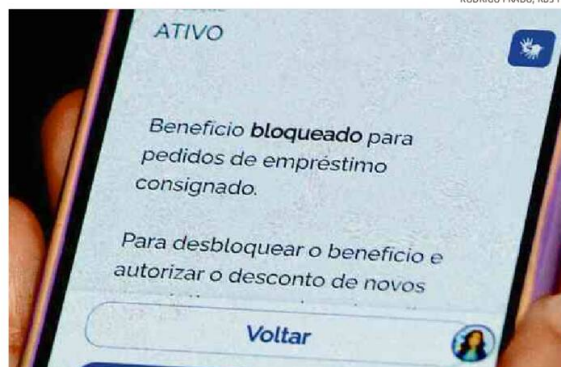 ATIVO
Benefício bloqueado para
pedidos de empréstimo
consignado.
Para desbloquear o benefício e
autorizar o desconto de novos
Voltar